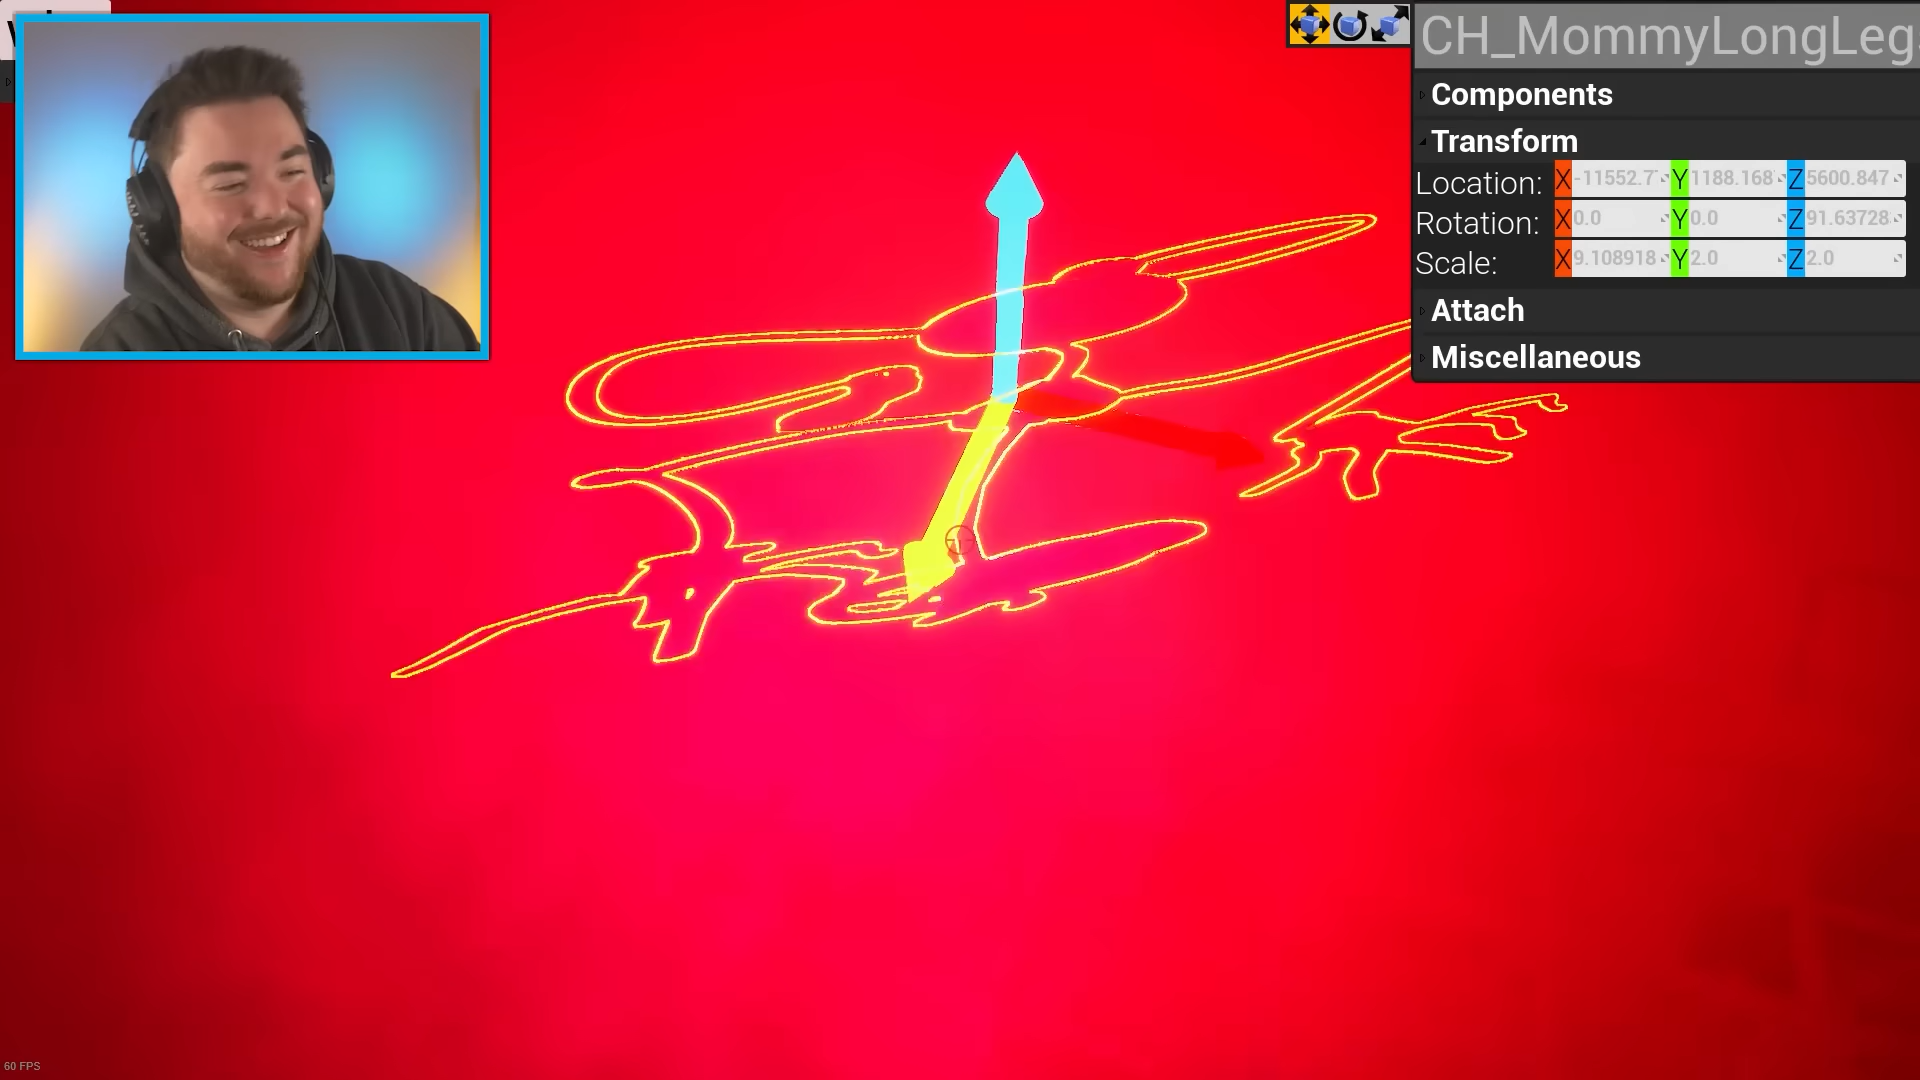 CH_MommyLongLeg
Components
Transform
Location: X -11552.7 Y 1188.168 Z 5600.847
Rotation: X 0.0 Y 0.0 Z 91.63728
Scale: X 9.108918 Y 2.0 Z 2.0
Attach
Miscellaneous
60 FPS